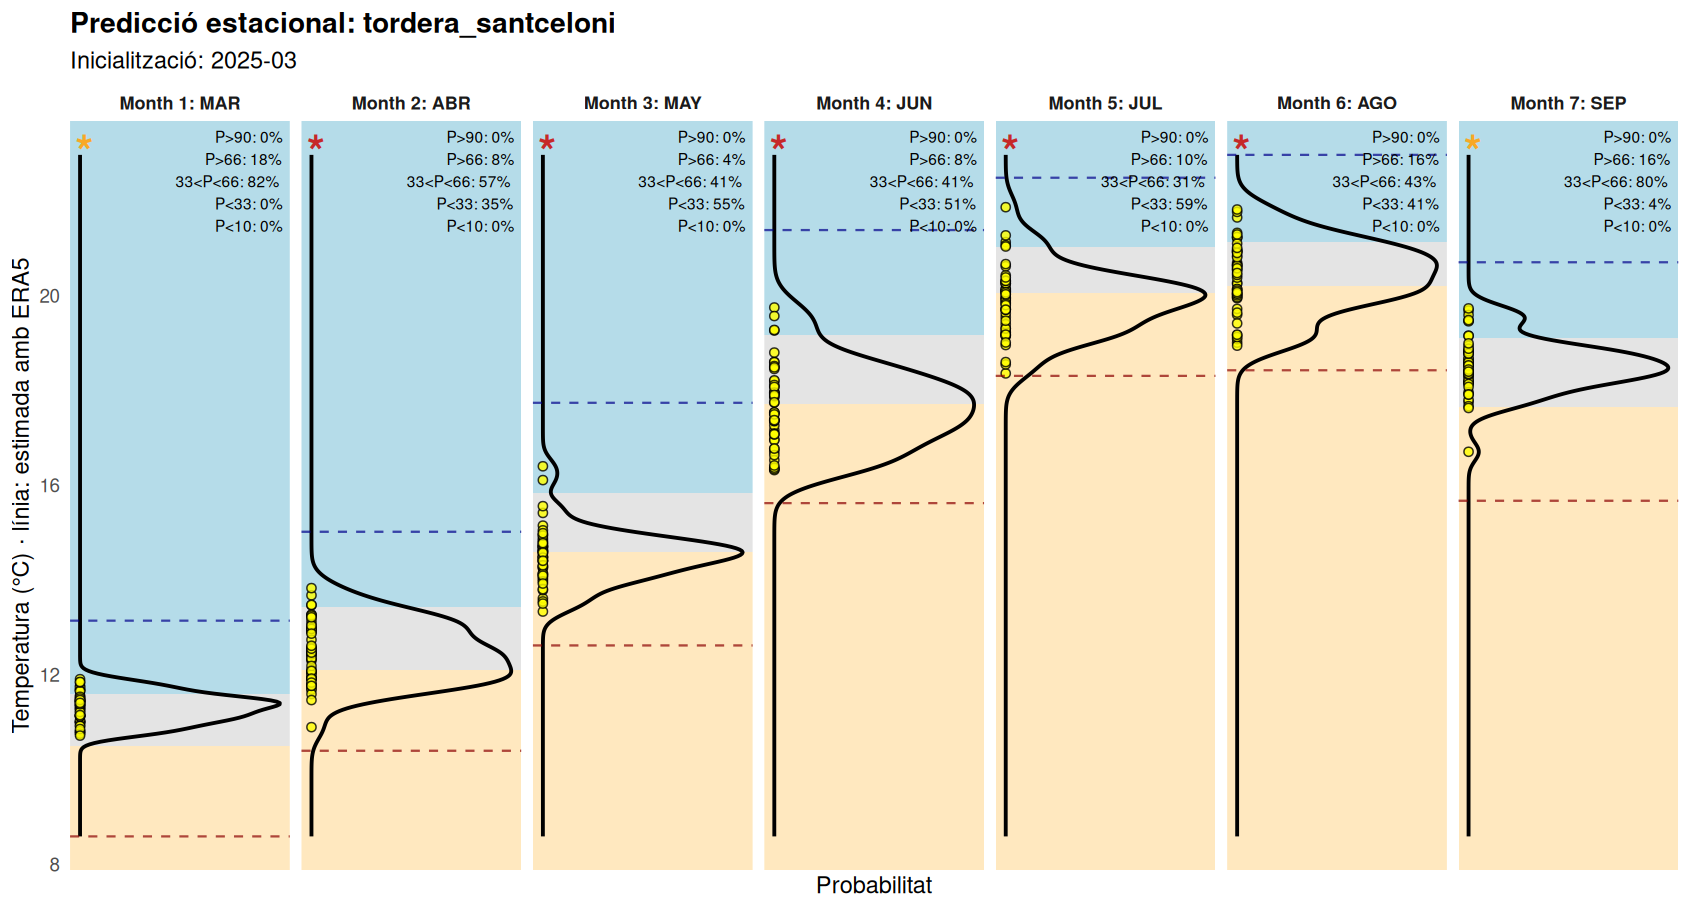 Predicció estacional: tordera_santceloni
Inicialització: 2025-03
Month 1: MAR
Month 2: ABR
Month 3: MAY
Month 4: JUN
Month 5: JUL
Month 6: AGO
Month 7: SEP
*
P>90: 0%
P>66: 18%
33<P<66: 82%
P<33: 0%
P<10: 0%
*
P>90: 0%
P>66: 8%
33<P<66: 57%
P<33: 35%
P<10: 0%
*
P>90: 0%
P>66: 4%
33<P<66: 41%
P<33: 55%
P<10: 0%
*
P>90: 0%
P>66: 8%
33<P<66: 41%
P<33: 51%
P<10: 0%
*
P>90: 0%
P>66: 10%
33<P<66: 31%
P<33: 59%
P<10: 0%
*
P>90: 0%
P>66: 16%
33<P<66: 43%
P<33: 41%
P<10: 0%
*
P>90: 0%
P>66: 16%
33<P<66: 80%
P<33: 4%
P<10: 0%
Temperatura (°C) · línia: estimada amb ERA5
20
16
12
8
Probabilitat